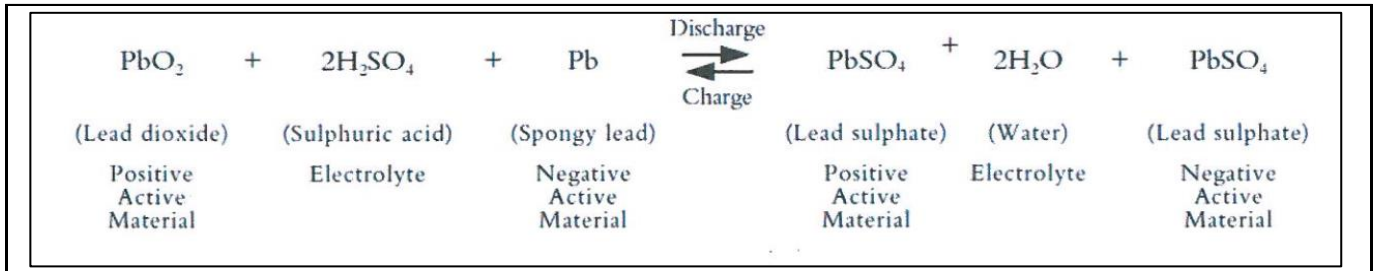 Discharge
PbO₂ + 2H₂SO₄ + Pb PbSO₄ + 2H₂O + PbSO₄
Charge
(Lead dioxide) (Sulphuric acid) (Spongy lead) (Lead sulphate) (Water) (Lead sulphate)
Positive Electrolyte Negative Positive Electrolyte Negative
Active Active Active Active
Material Material Material Material